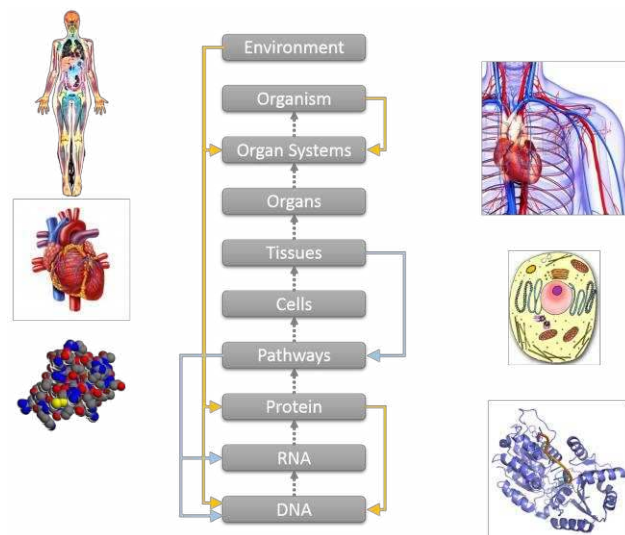 Environment
Organism
Organ Systems
Organs
Tissues
Cells
Pathways
Protein
RNA
DNA